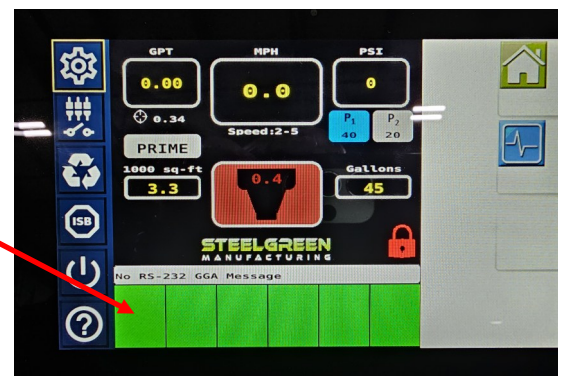 GPT MPH PSI
0.00 0.0 0
0.34 Speed:2-5 P1 40 P2 20
PRIME
1000 sq-ft 0.4 Gallons
3.3 45
ISB
STEELGREEN
MANUFACTURING
No RS-232 GGA Message
?